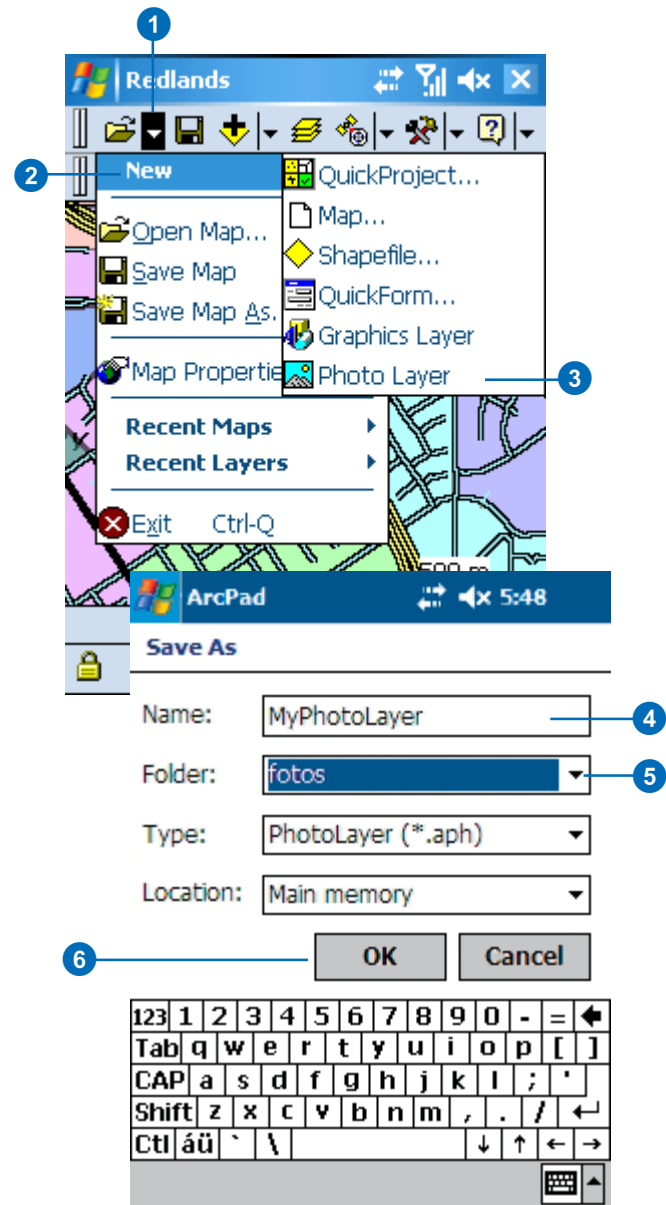 1
Redlands
2
New
QuickProject...
Map...
Shapefile...
QuickForm...
Graphics Layer
Photo Layer
3
Open Map...
Save Map
Save Map As.
Map Propertie
Recent Maps
Recent Layers
Exit Ctrl-Q
500 m
ArcPad 5:48
Save As
Name: MyPhotoLayer
4
Folder: fotos
5
Type: PhotoLayer (*.aph)
Location: Main memory
6
OK Cancel
123 1 2 3 4 5 6 7 8 9 0 - = 🡄
Tab q w e r t y u i o p [ ]
CAP a s d f g h j k l ; '
Shift z x c v b n m , . / ↵
Ctl áü ` \ ↓ ↑ ← →